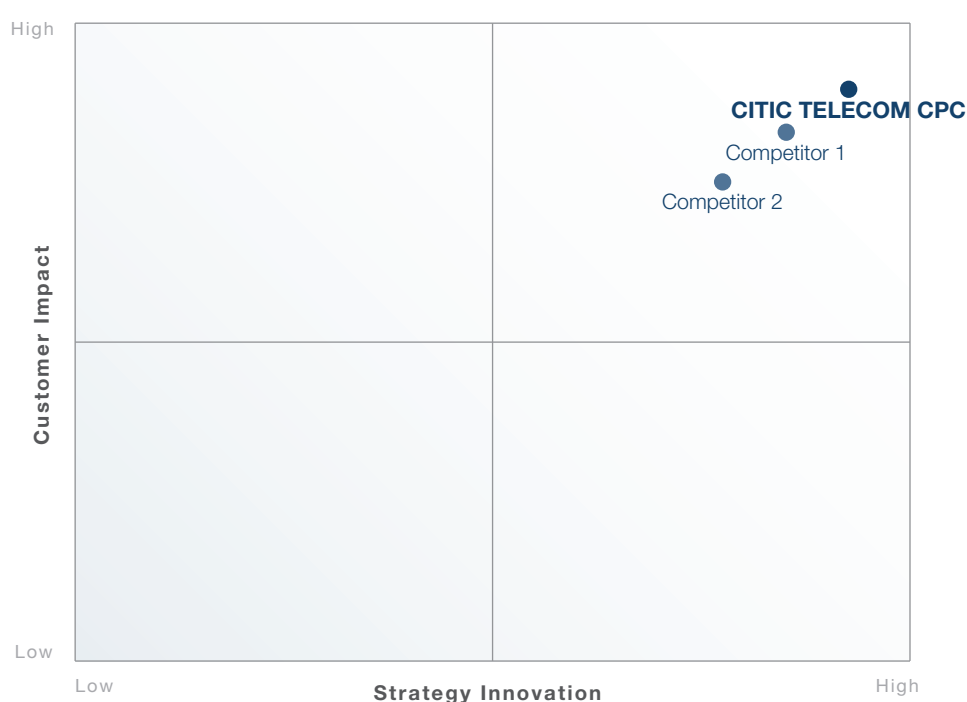 High
CITIC TELECOM CPC
Competitor 1
Competitor 2
Customer Impact
Low
Low
Strategy Innovation
High